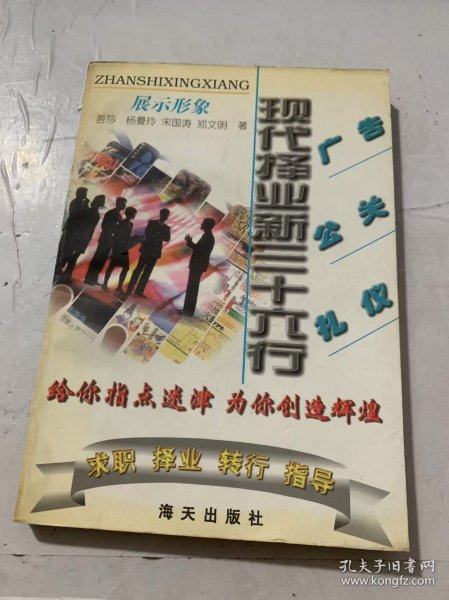 ZHANSHIXINGXIANG
展示形象
吾莎 杨曼玲 宋国涛 郑文明 著
现代择业新三十六行
广告
公关
礼仪
给你指点迷津 为你创造辉煌
求职 择业 转行 指导
海天出版社
孔夫子旧书网
www.kongfz.com